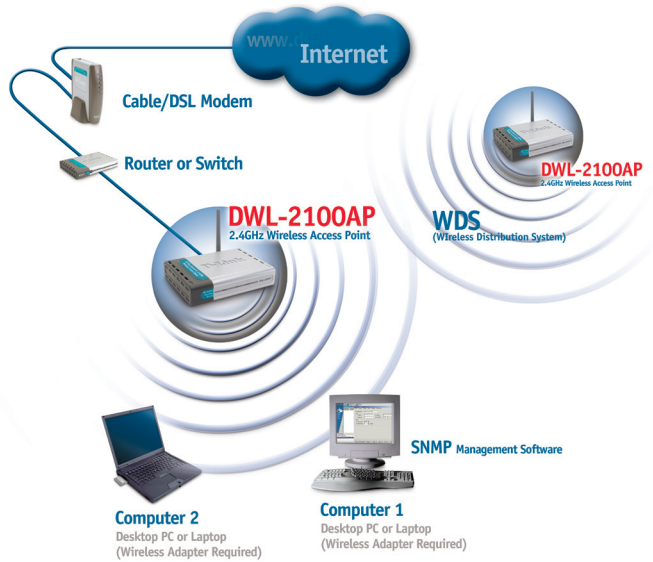 www.d
Internet
Cable/DSL Modem
Router or Switch
DWL-2100AP
2.4GHz Wireless Access Point
DWL-2100AP
2.4GHz Wireless Access Point
WDS
(WIreless Distribution System)
D-Link
SNMP Management Software
Computer 2
Desktop PC or Laptop
(Wireless Adapter Required)
Computer 1
Desktop PC or Laptop
(Wireless Adapter Required)